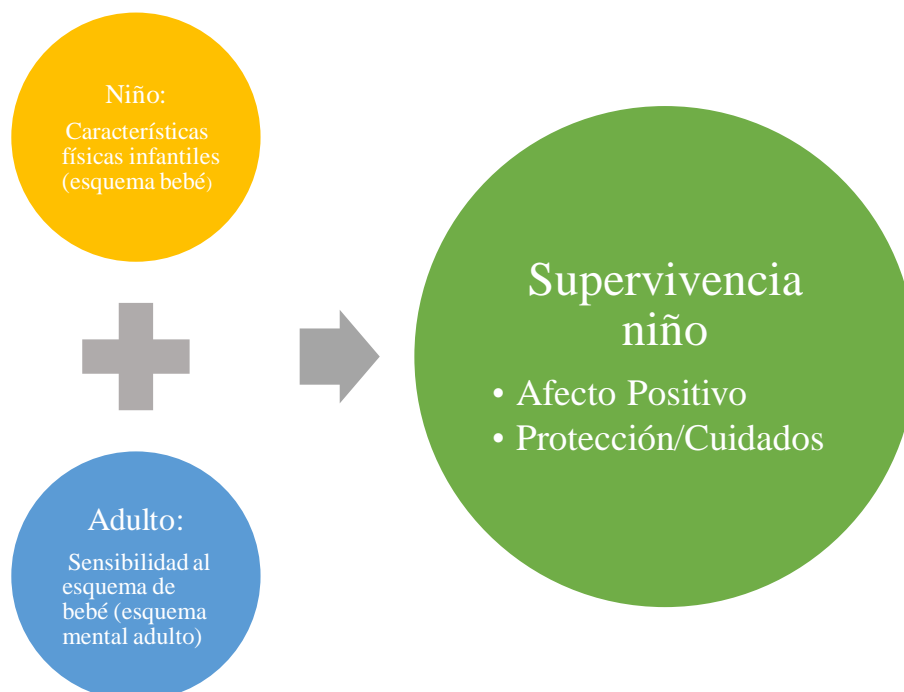 Niño:
Característícas
físicas infantiles
(esquema bebé)
Adulto:
Sensibilidad al
esquema de
bebé (esquema
mental adulto)
Supervivencia
niño
• Afecto Positivo
• Protección/Cuidados